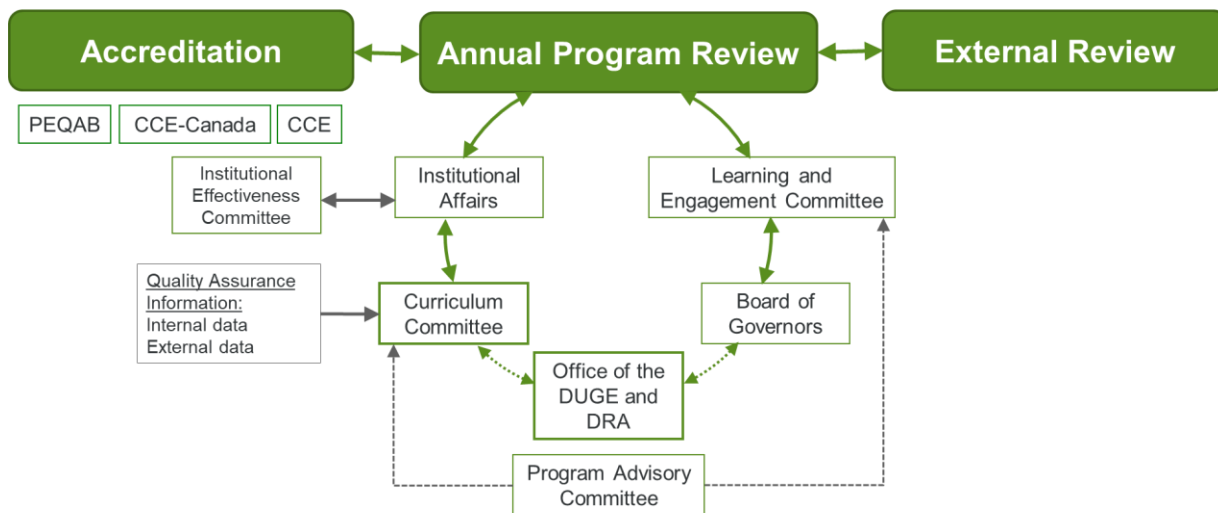 Accreditation
Annual Program Review
External Review
PEQAB
CCE-Canada
CCE
Institutional
Effectiveness
Committee
Institutional
Affairs
Learning and
Engagement Committee
Quality Assurance
Information:
Internal data
External data
Curriculum
Committee
Board of
Governors
Office of the
DUGE and
DRA
Program Advisory
Committee